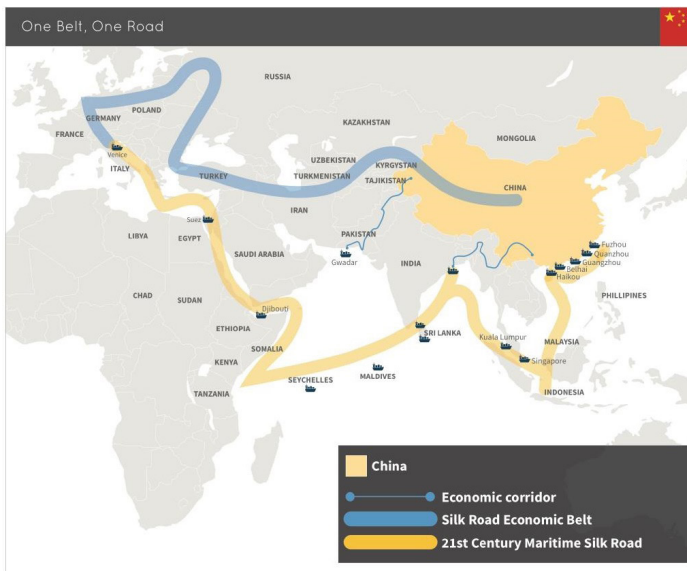 One Belt, One Road
RUSSIA
POLAND
GERMANY
FRANCE
KAZAKHSTAN
MONGOLIA
Venice
ITALY
UZBEKISTAN
KYRGYSTAN
TURKEY
TURKMENISTAN
TAJIKISTAN
CHINA
IRAN
Suez
PAKISTAN
LIBYA
EGYPT
Fuzhou
Quanzhou
SAUDI ARABIA
Gwadar
INDIA
Guangzhou
Beihai
Haikou
CHAD
SUDAN
PHILLIPINES
Djibouti
ETHIOPIA
SRI LANKA
Kuala Lumpur
MALAYSIA
SOMALIA
KENYA
Singapore
SEYCHELLES
MALDIVES
TANZANIA
INDONESIA
China
Economic corridor
Silk Road Economic Belt
21st Century Maritime Silk Road